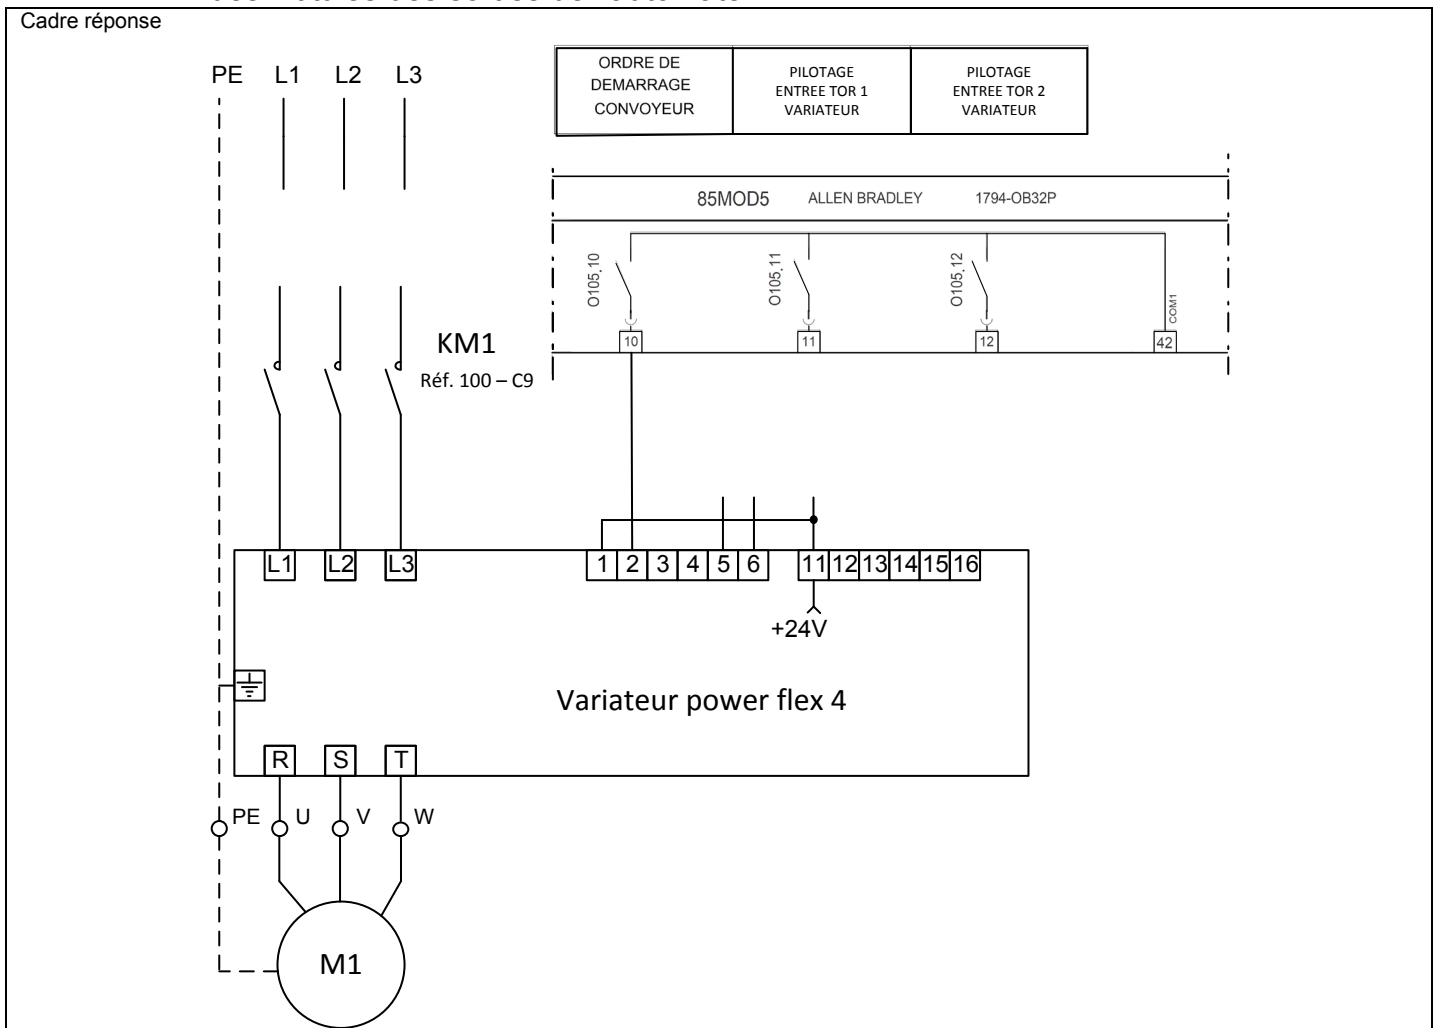 Cadre réponse
PE L1 L2 L3
ORDRE DE
DEMARRAGE
CONVOYEUR
PILOTAGE
ENTREE TOR 1
VARIATEUR
PILOTAGE
ENTREE TOR 2
VARIATEUR
85MOD5 ALLEN BRADLEY 1794-OB32P
O105,10
O105,11
O105,12
COM1
10 11 12 42
KM1
Réf. 100 – C9
L1 L2 L3 1 2 3 4 5 6 11 12 13 14 15 16
+24V
Variateur power flex 4
R S T
PE U V W
M1